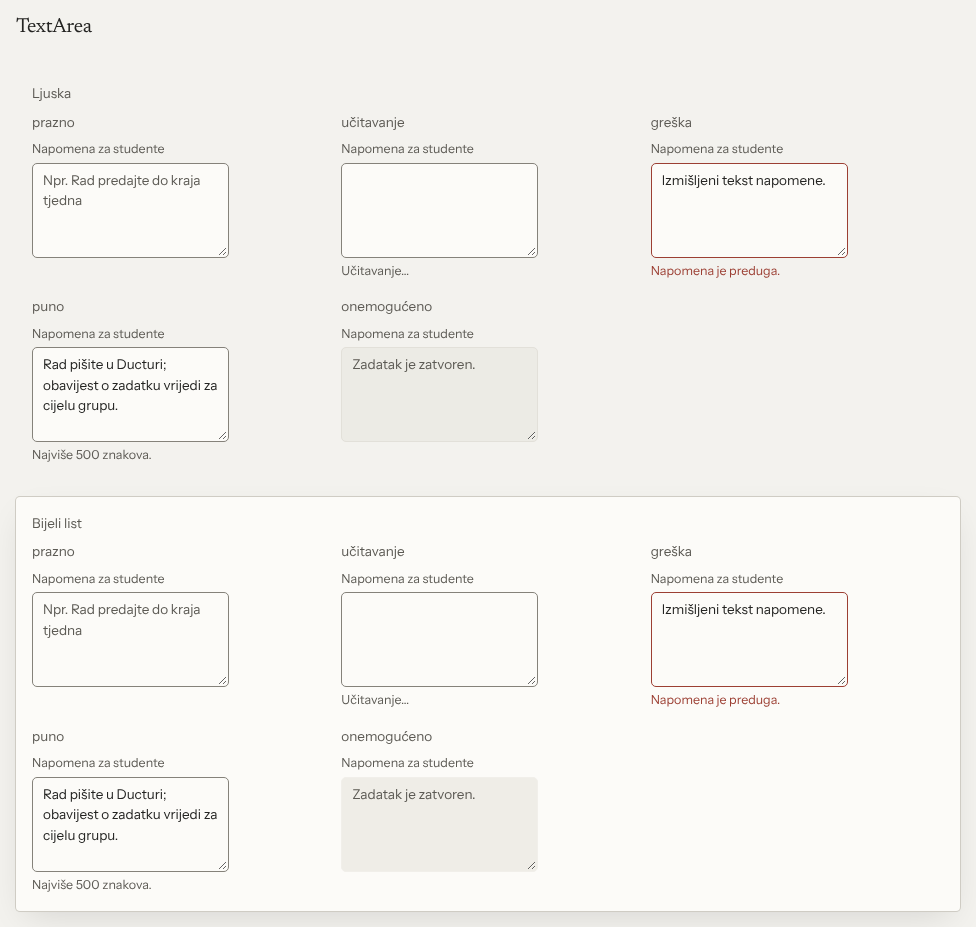 TextArea
Ljuska
prazno
učitavanje
greška
Napomena za studente
Napomena za studente
Napomena za studente
Npr. Rad predajte do kraja
tjedna
Izmišljeni tekst napomene.
Učitavanje…
Napomena je preduga.
puno
onemogućeno
Napomena za studente
Napomena za studente
Rad pišite u Ducturi;
obavijest o zadatku vrijedi za
cijelu grupu.
Zadatak je zatvoren.
Najviše 500 znakova.
Bijeli list
prazno
učitavanje
greška
Napomena za studente
Napomena za studente
Napomena za studente
Npr. Rad predajte do kraja
tjedna
Izmišljeni tekst napomene.
Učitavanje…
Napomena je preduga.
puno
onemogućeno
Napomena za studente
Napomena za studente
Rad pišite u Ducturi;
obavijest o zadatku vrijedi za
cijelu grupu.
Zadatak je zatvoren.
Najviše 500 znakova.